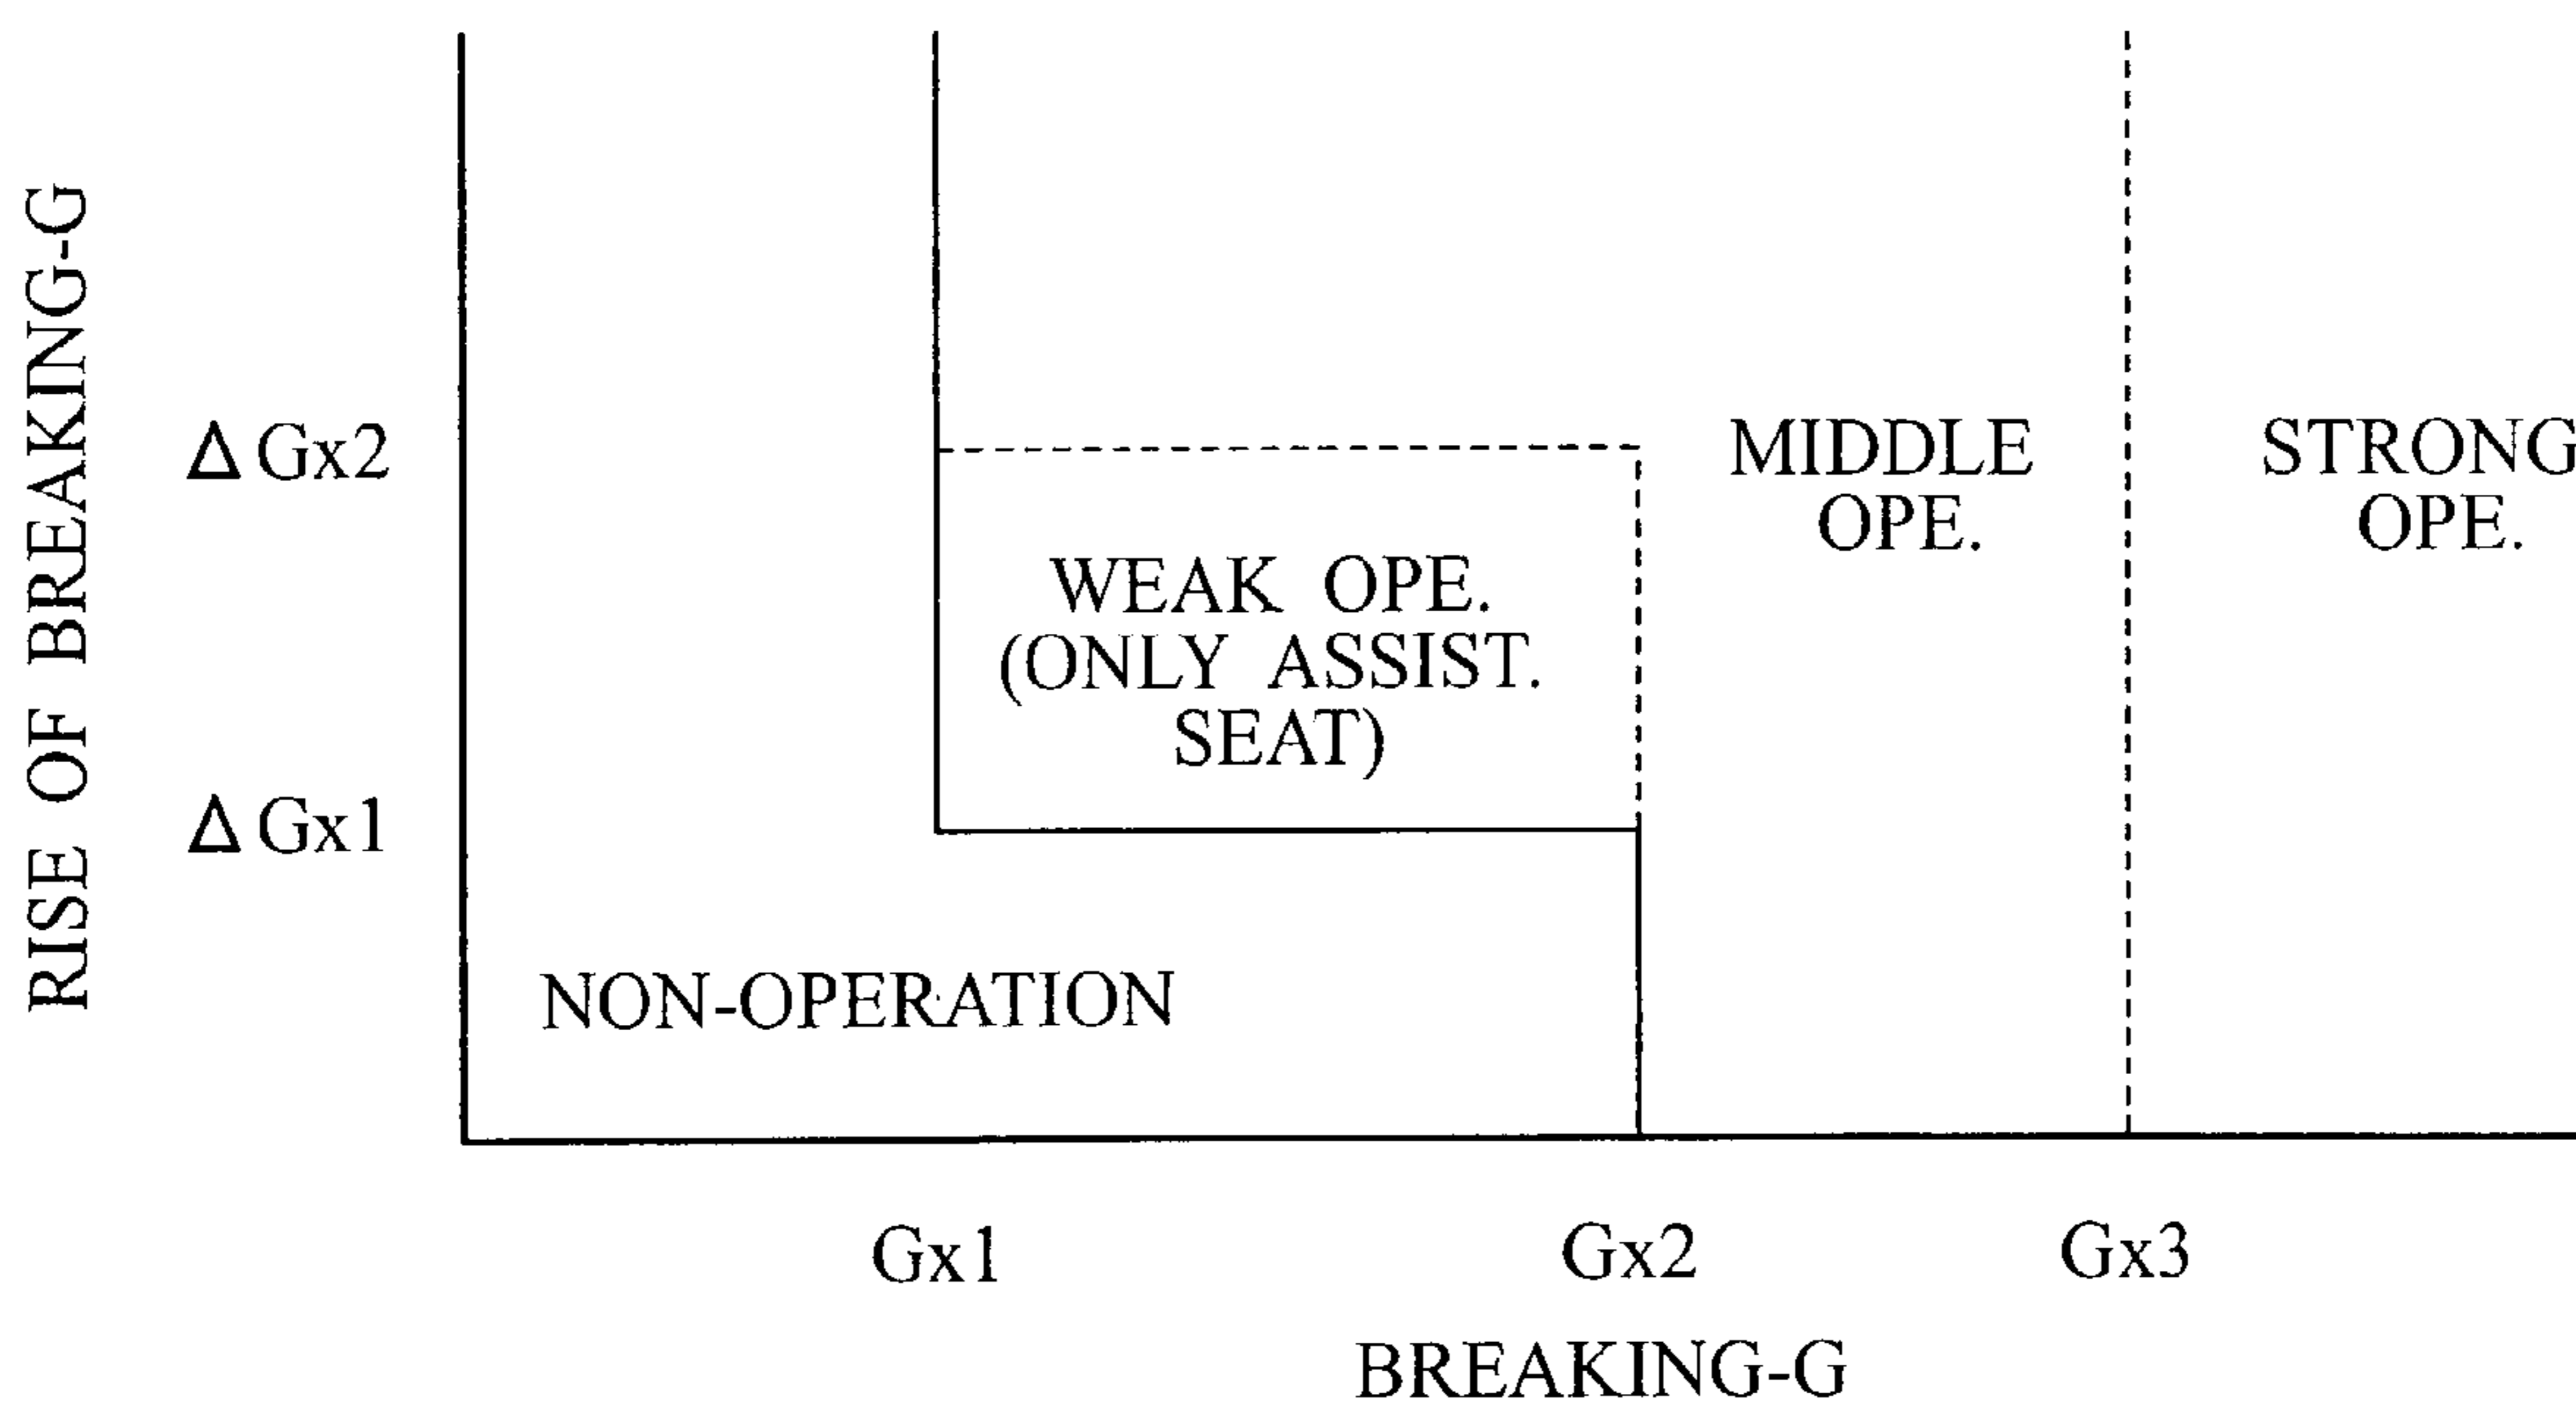 RISE OF BREAKING-G
ΔGx2
ΔGx1
MIDDLE
OPE.
STRONG
OPE.
WEAK OPE.
(ONLY ASSIST.
SEAT)
NON-OPERATION
Gx1
Gx2
Gx3
BREAKING-G